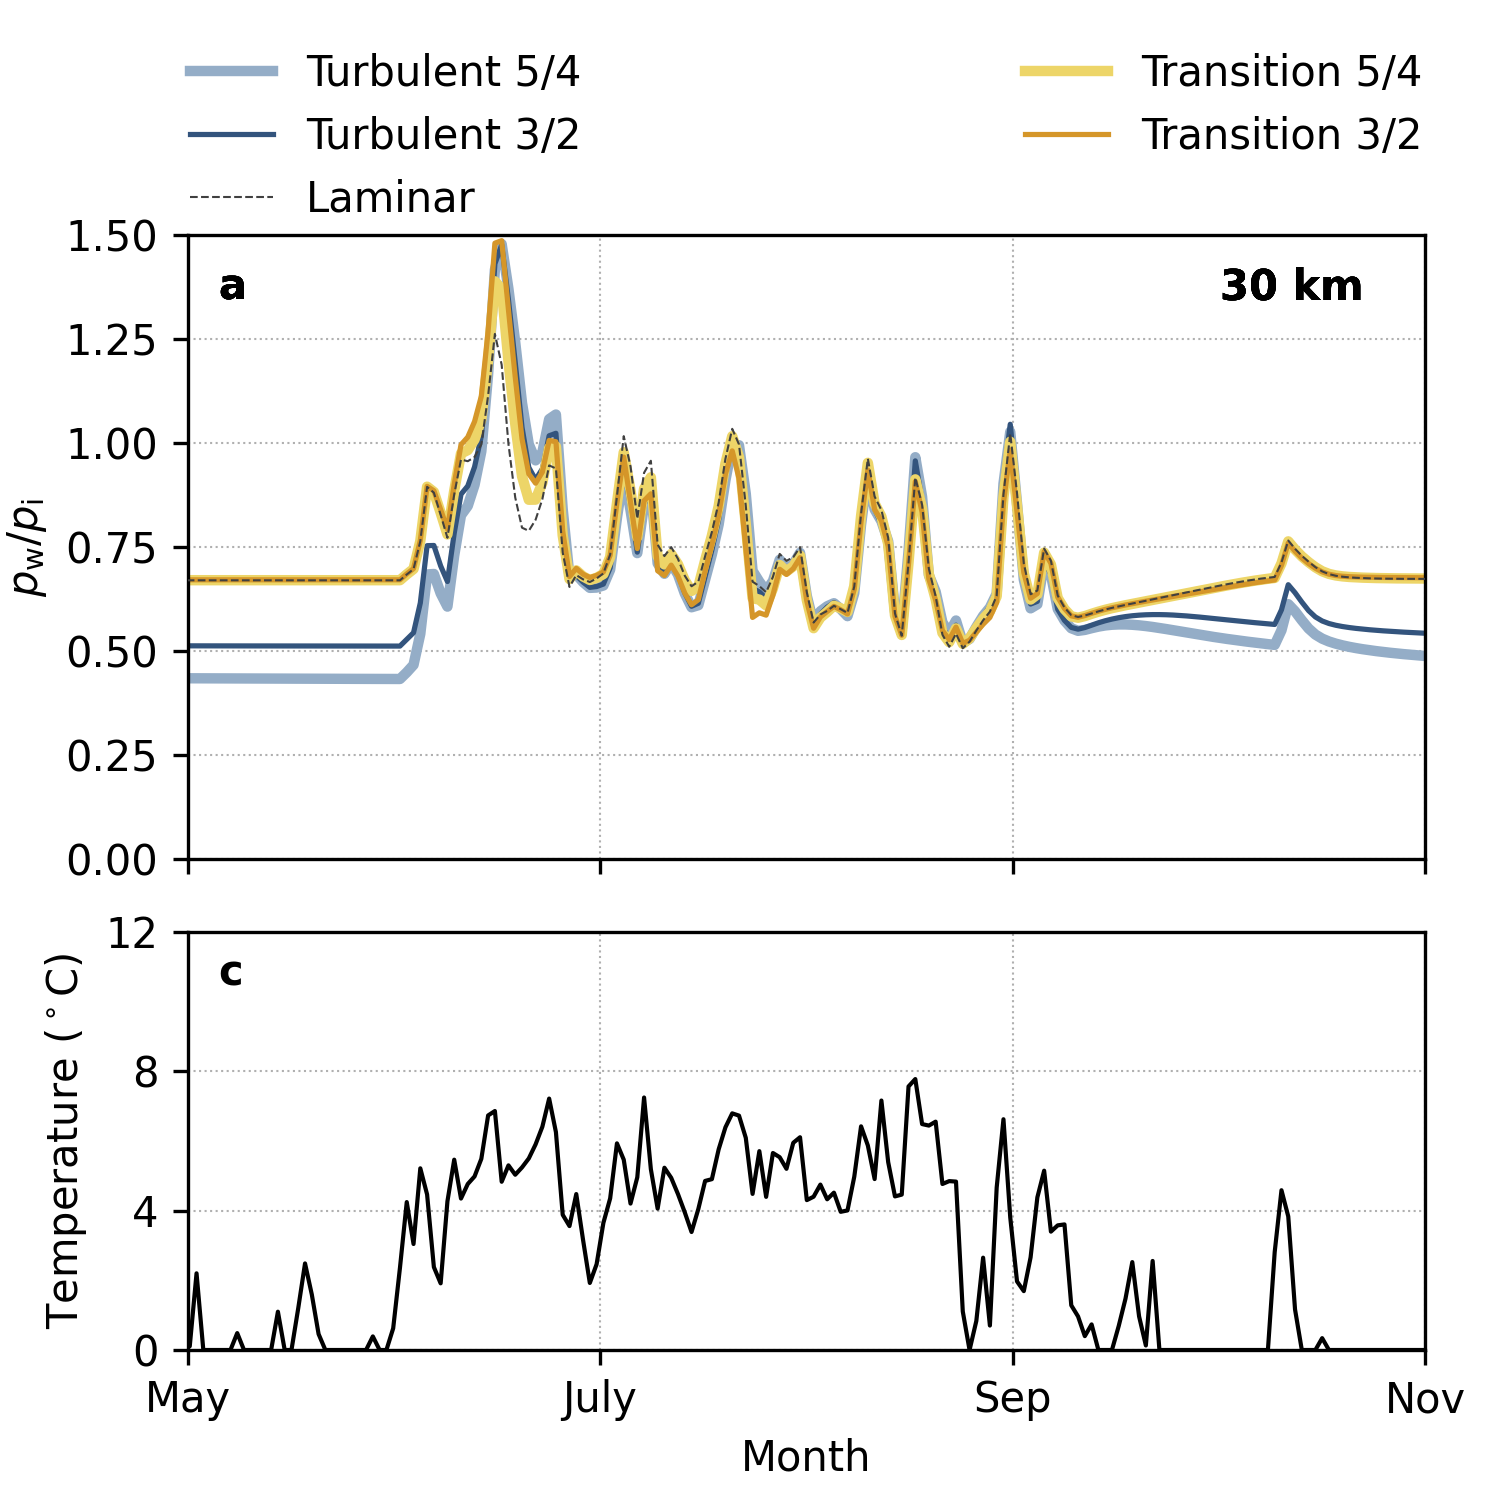 Turbulent 5/4
Turbulent 3/2
Laminar
Transition 5/4
Transition 3/2
1.50
1.25
1.00
0.75
0.50
0.25
0.00
p_w/p_i
a
30 km
12
8
4
0
Temperature (°C)
c
May
July
Sep
Nov
Month